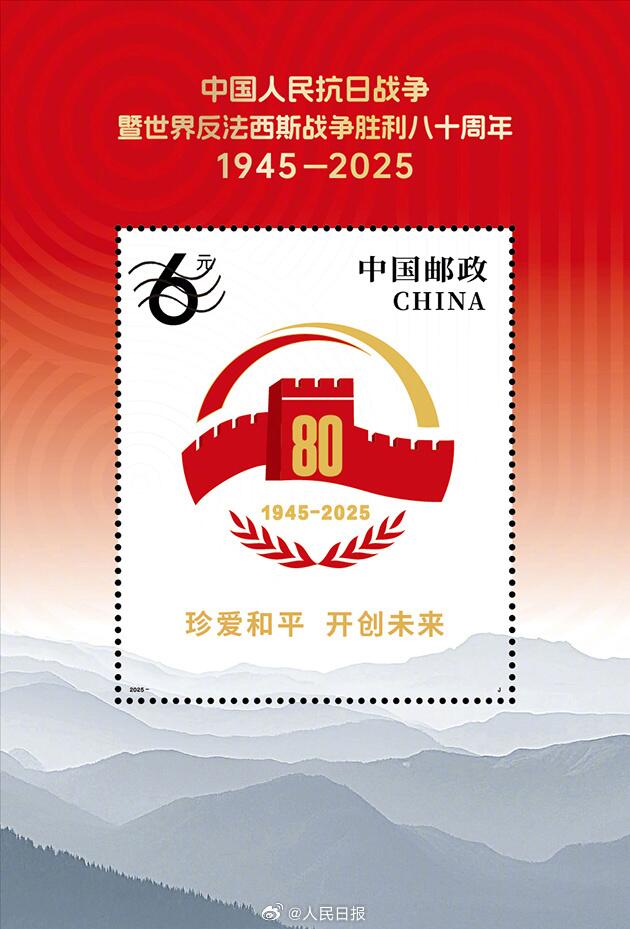 中国人民抗日战争
暨世界反法西斯战争胜利八十周年
1945－2025
6元
中国邮政
CHINA
80
1945-2025
珍爱和平 开创未来
2025－
J
@人民日报